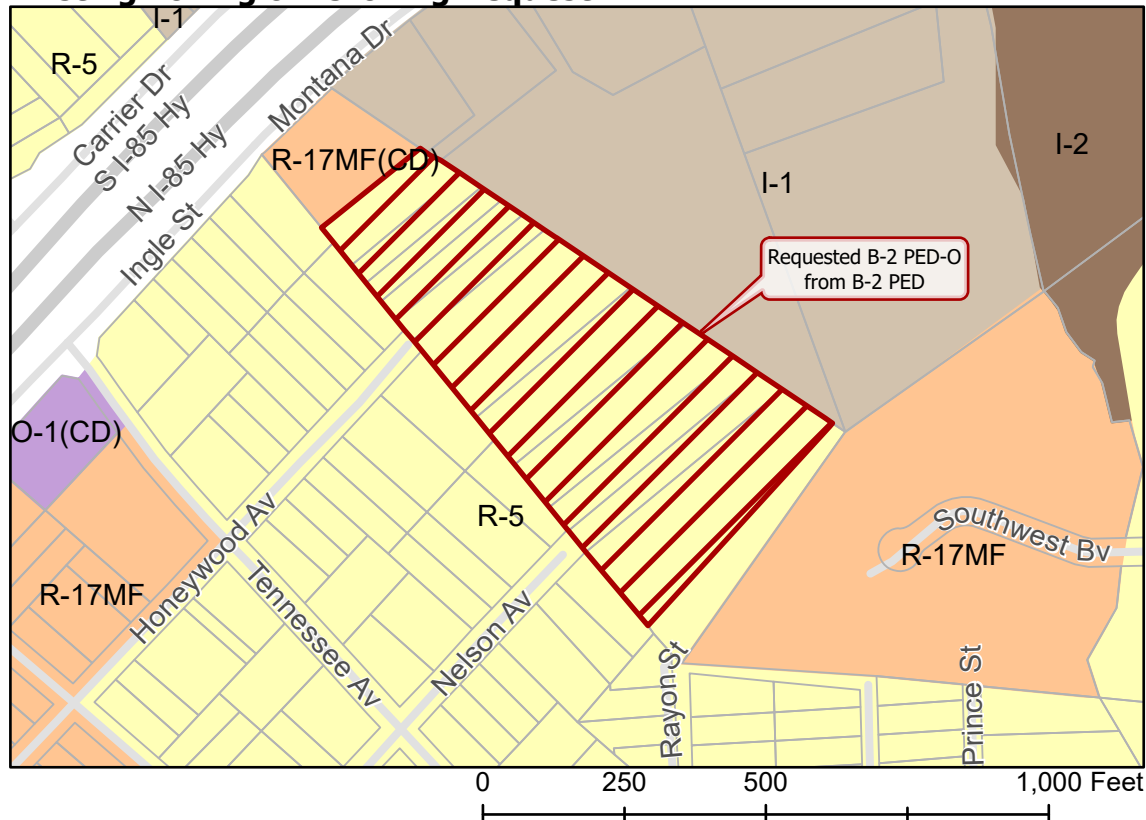 I-1
R-5
Carrier Dr
S I-85 Hy
N I-85 Hy
Montana Dr
Ingle St
R-17MF(CD)
I-1
I-2
Requested B-2 PED-O
from B-2 PED
O-1(CD)
R-5
R-17MF
Honeywood Av
Tennessee Av
Nelson Av
Southwest Bv
R-17MF
Rayon St
Prince St
0 250 500 1,000 Feet